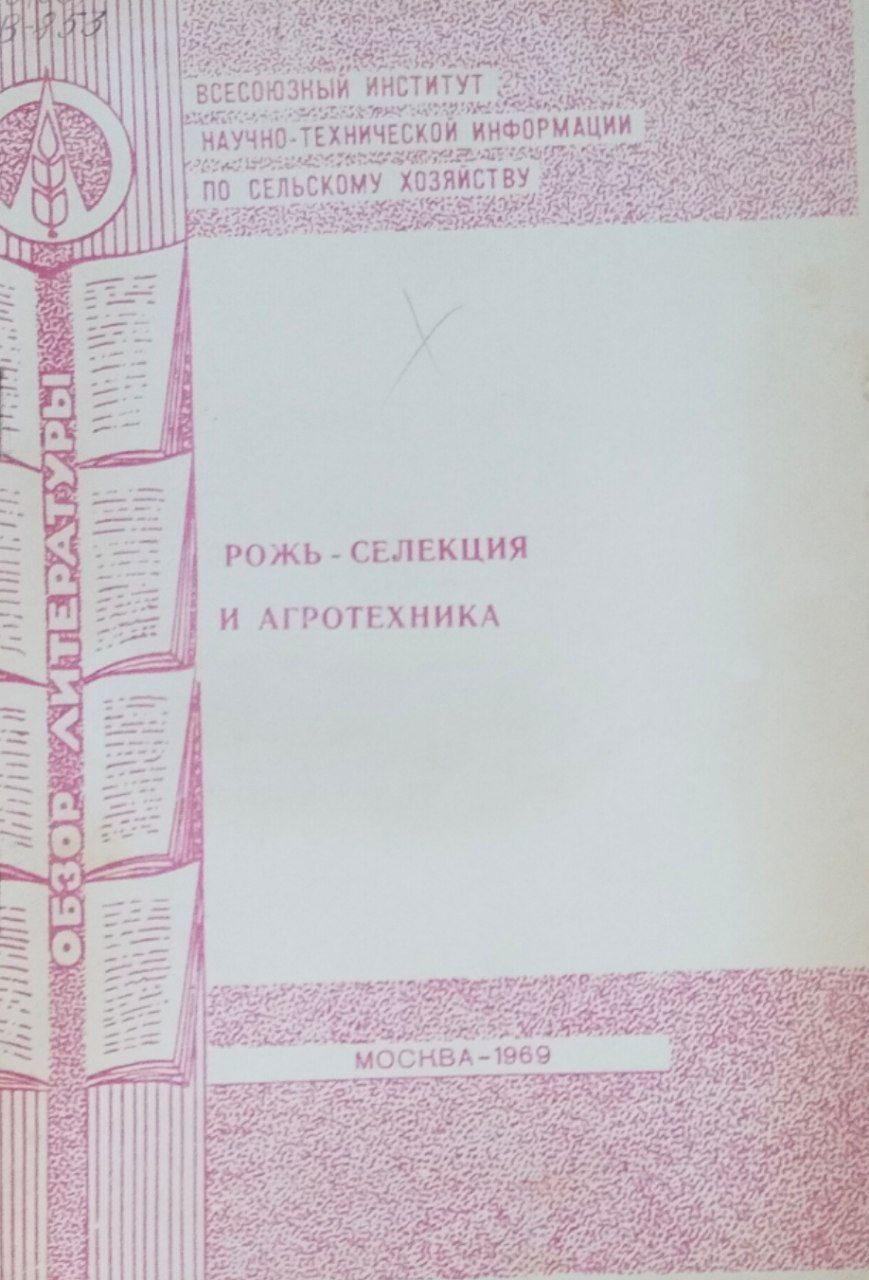 ВСЕСОЮЗНЫЙ ИНСТИТУТ
НАУЧНО-ТЕХНИЧЕСКОЙ ИНФОРМАЦИИ
ПО СЕЛЬСКОМУ ХОЗЯЙСТВУ
ОБЗОР ЛИТЕРАТУРЫ
РОЖЬ - СЕЛЕКЦИЯ
И АГРОТЕХНИКА
МОСКВА - 1969